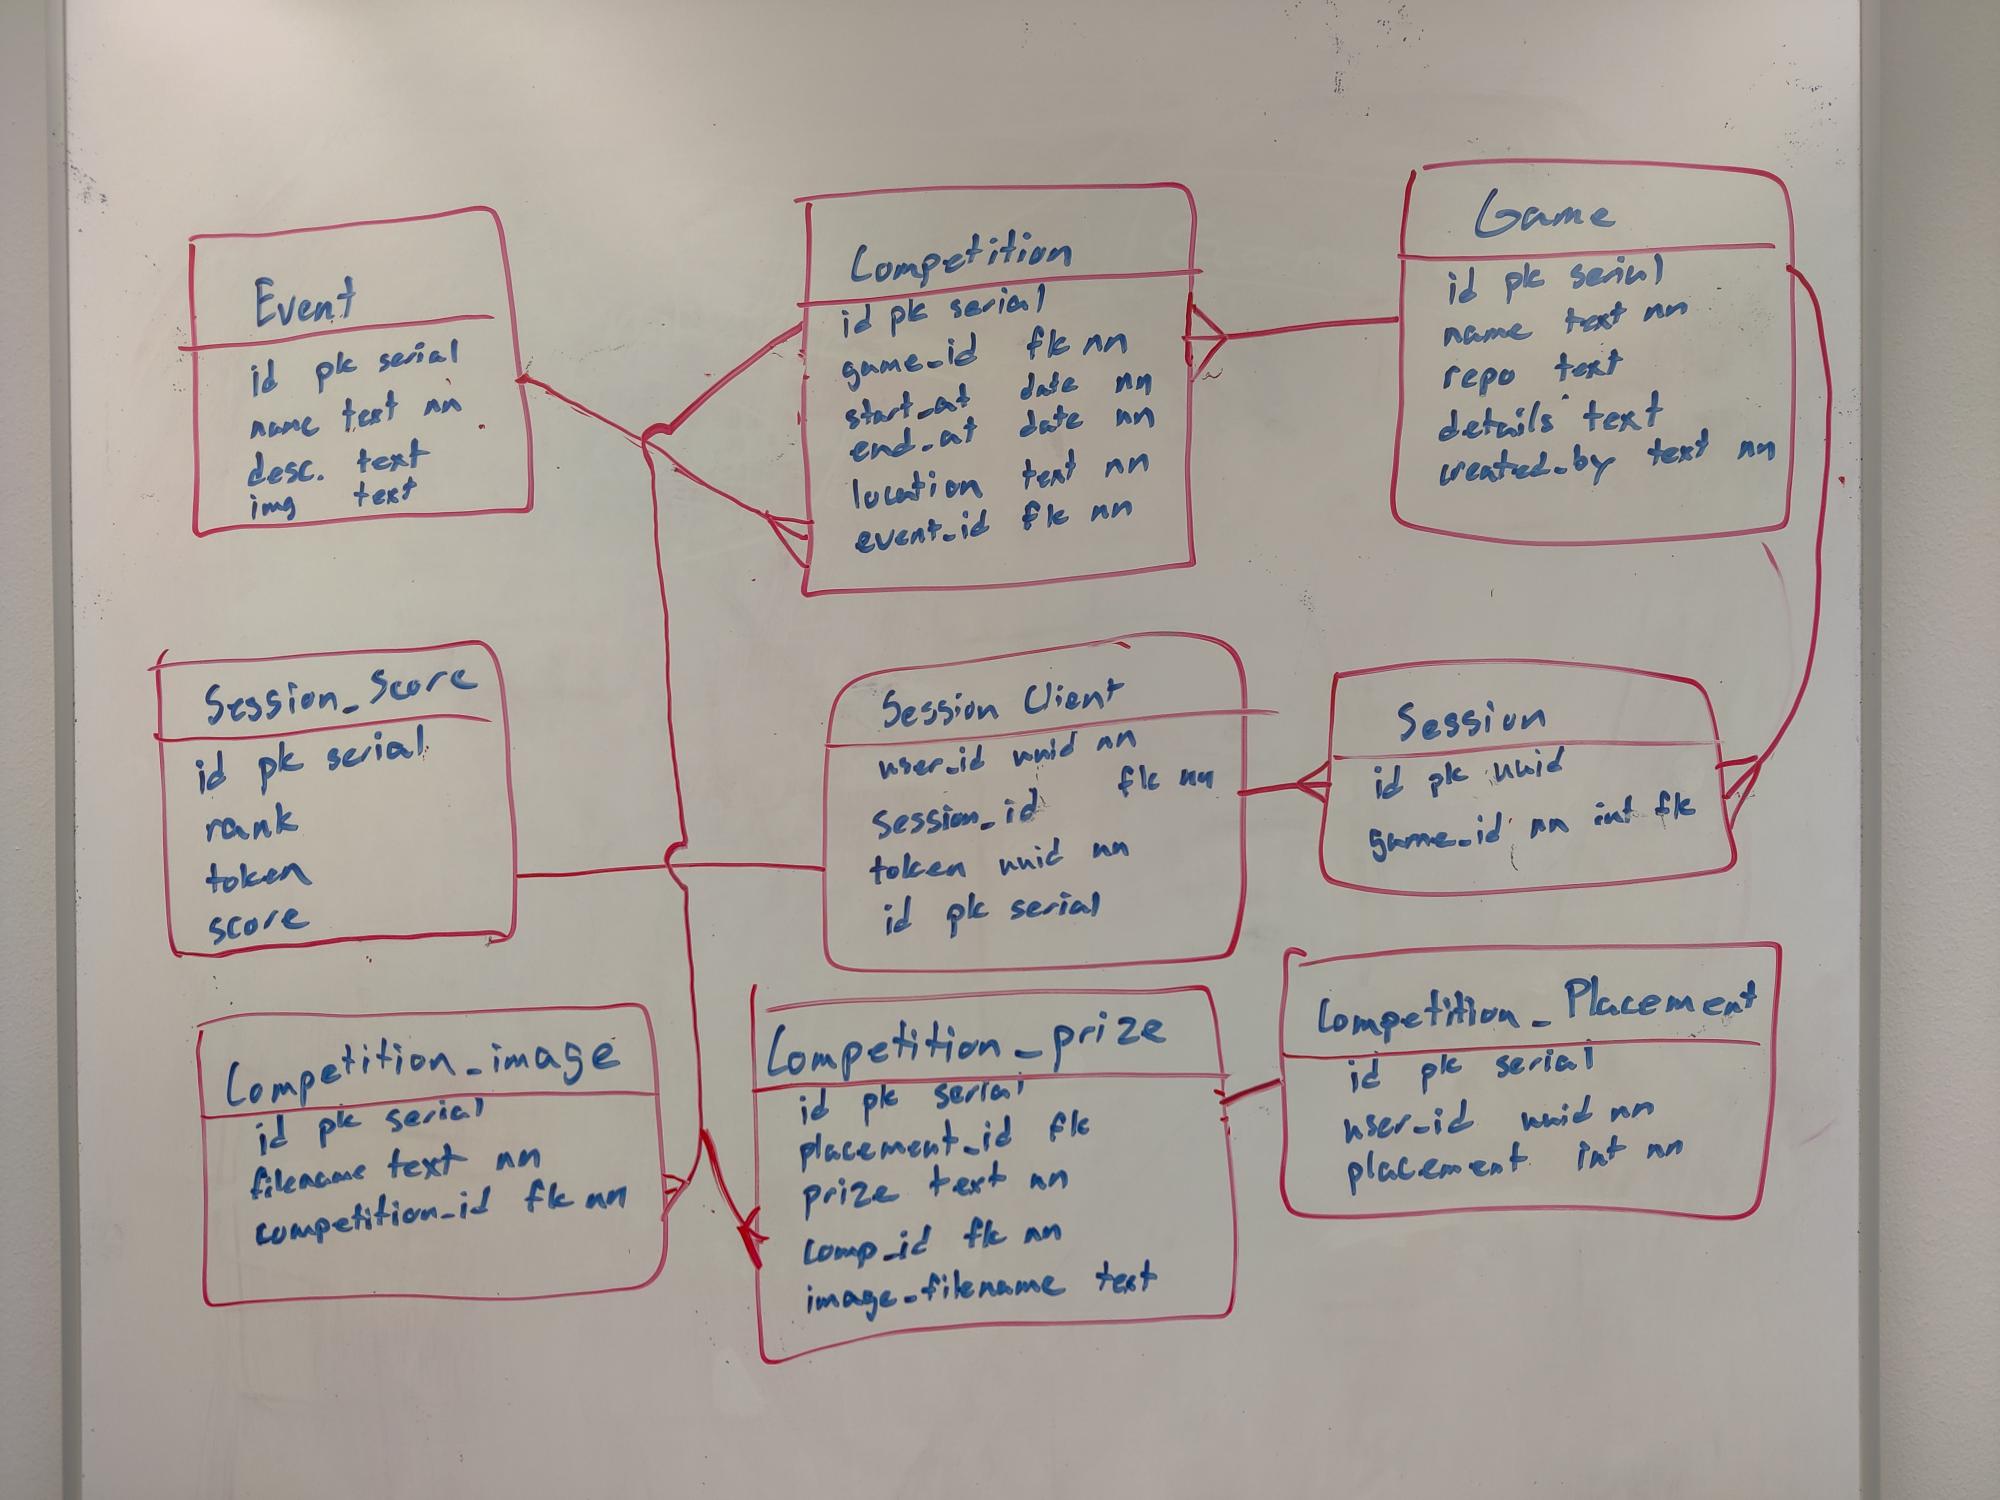 Event
id pk serial
name text nn
desc. text
img text
Competition
id pk serial
game_id fk nn
start_at date nn
end_at date nn
location text nn
event_id fk nn
Game
id pk serial
name text nn
repo text
details text
created_by text nn
Session_Score
id pk serial
rank
token
score
Session Client
user_id uuid nn
session_id fk nn
token uuid nn
id pk serial
Session
id pk uuid
game_id nn int fk
Competition_image
id pk serial
filename text nn
competition_id fk nn
Competition_prize
id pk serial
placement_id fk
prize text nn
comp_id fk nn
image_filename text
Competition_Placement
id pk serial
user_id uuid nn
placement int nn